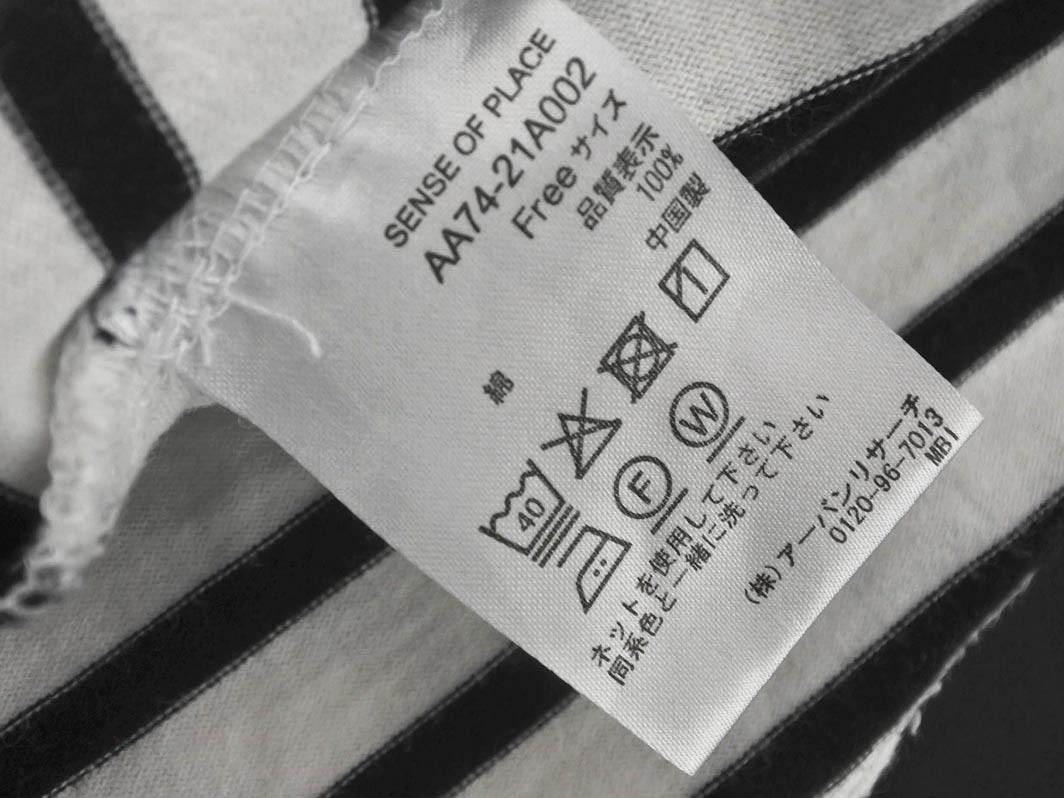 SENSE OF PLACE
AA74-21A002
Free サイズ
品質表示
綿 100%
中国製
40
F W
ネットを使用して下さい
同系色と一緒に洗って下さい
(株)アーバンリサーチ
0120-96-7013
MB1